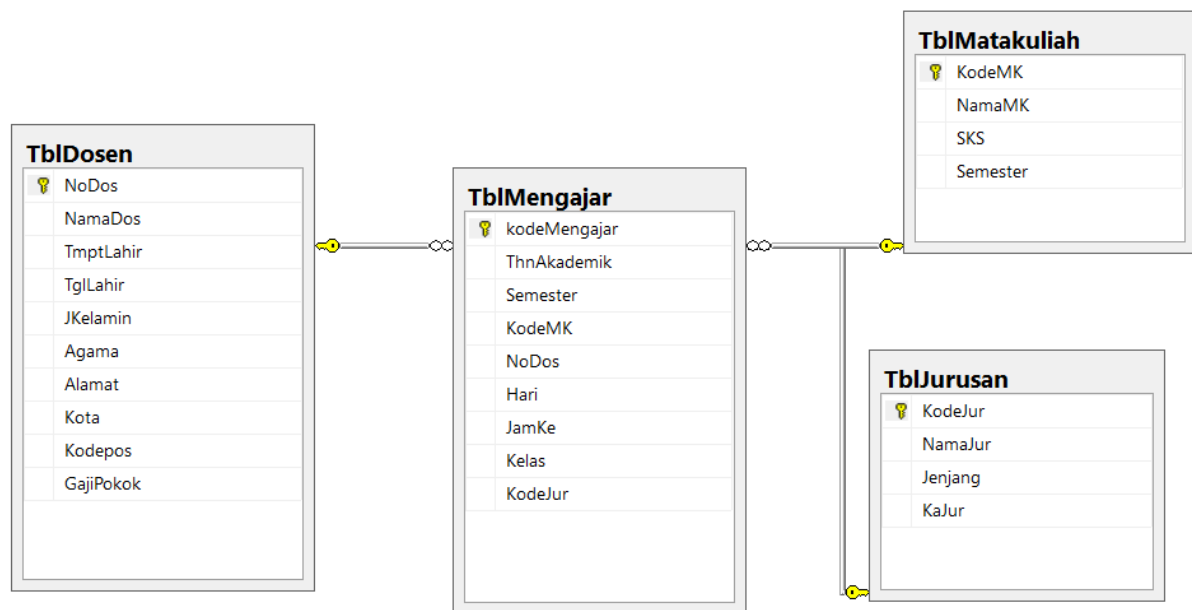 TblDosen
NoDos
NamaDos
TmptLahir
TglLahir
JKelamin
Agama
Alamat
Kota
Kodepos
GajiPokok
TblMengajar
kodeMengajar
ThnAkademik
Semester
KodeMK
NoDos
Hari
JamKe
Kelas
KodeJur
TblMatakuliah
KodeMK
NamaMK
SKS
Semester
TblJurusan
KodeJur
NamaJur
Jenjang
KaJur